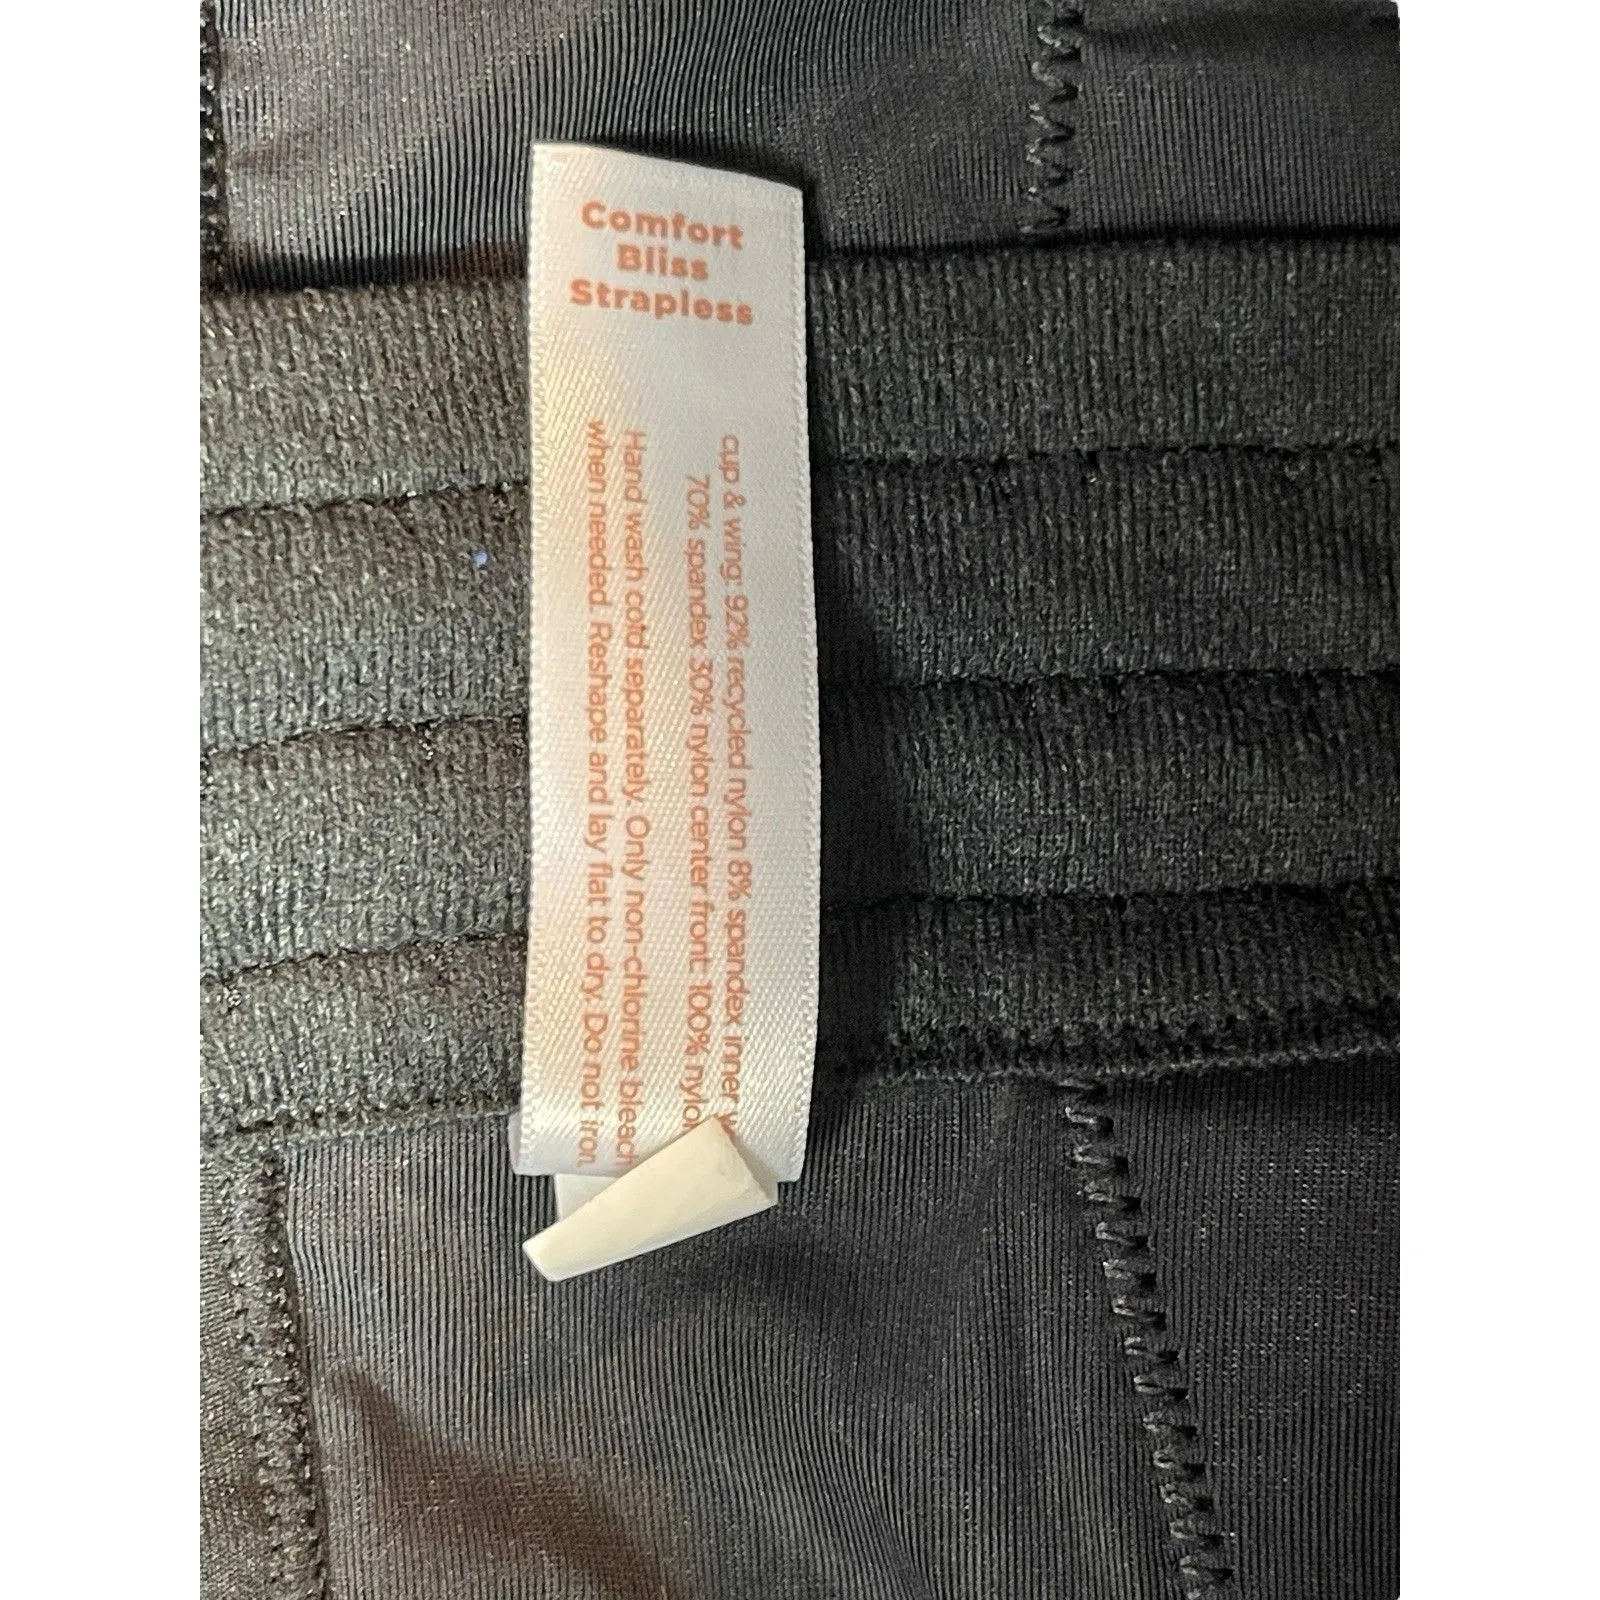 Comfort
Bliss
Strapless
cup & wing: 92% recycled nylon 8% spandex inner
70% spandex 30% nylon center front: 100%
Hand wash cold separately. Only non-chlorine bleach
when needed. Reshape and lay flat to dry. Do not iron.